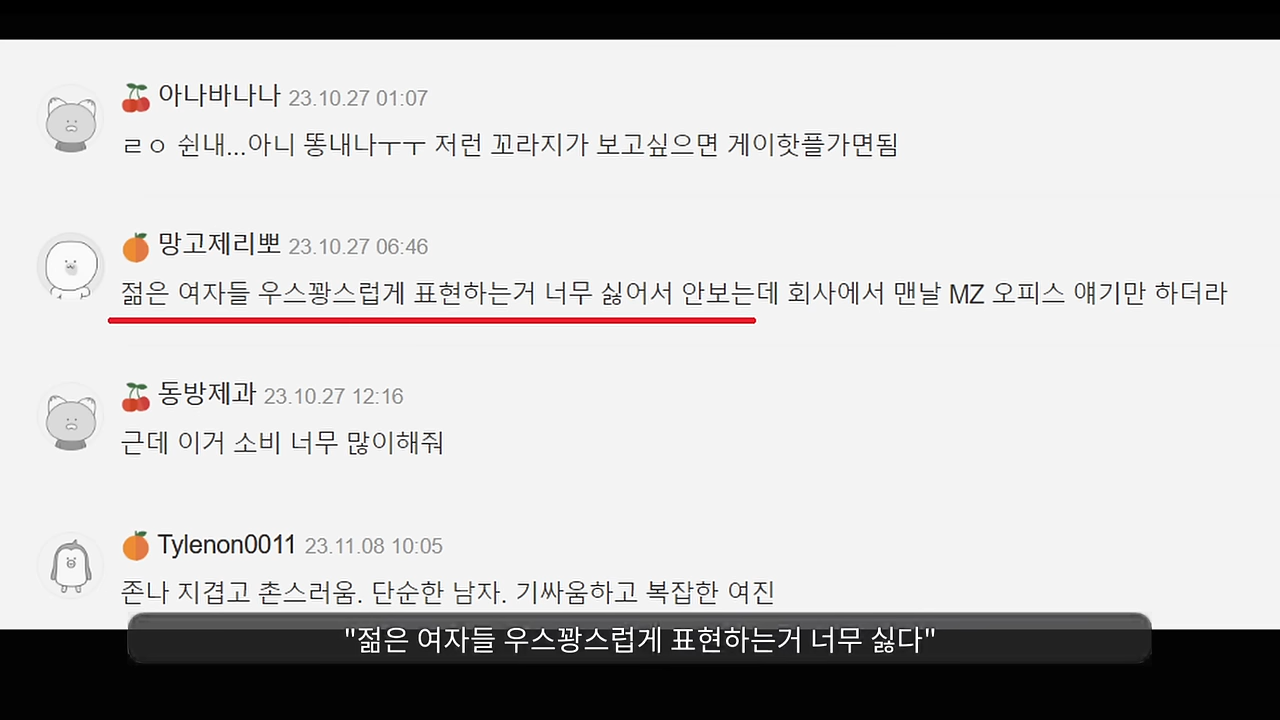 아나바나나 23.10.27 01:07
ㄹㅇ 쉰내...아니 똥내나ㅜㅜ 저런 꼬라지가 보고싶으면 게이핫플가면됨
망고제리뽀 23.10.27 06:46
젊은 여자들 우스꽝스럽게 표현하는거 너무 싫어서 안보는데 회사에서 맨날 MZ 오피스 얘기만 하더라
동방제과 23.10.27 12:16
근데 이거 소비 너무 많이해줘
Tylenon0011 23.11.08 10:05
존나 지겹고 촌스러움. 단순한 남자. 기싸움하고 복잡한 여진
"젊은 여자들 우스꽝스럽게 표현하는거 너무 싫다"